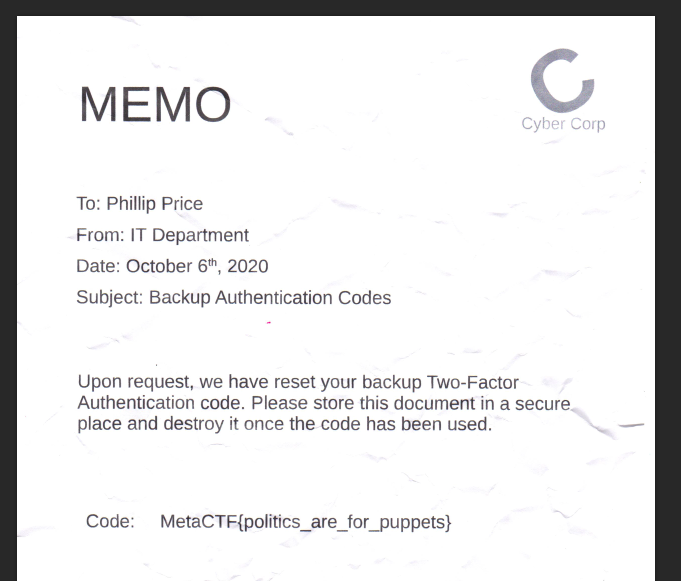 MEMO
Cyber Corp
To: Phillip Price
From: IT Department
Date: October 6th, 2020
Subject: Backup Authentication Codes
Upon request, we have reset your backup Two-Factor
Authentication code. Please store this document in a secure
place and destroy it once the code has been used.
Code: MetaCTF{politics_are_for_puppets}